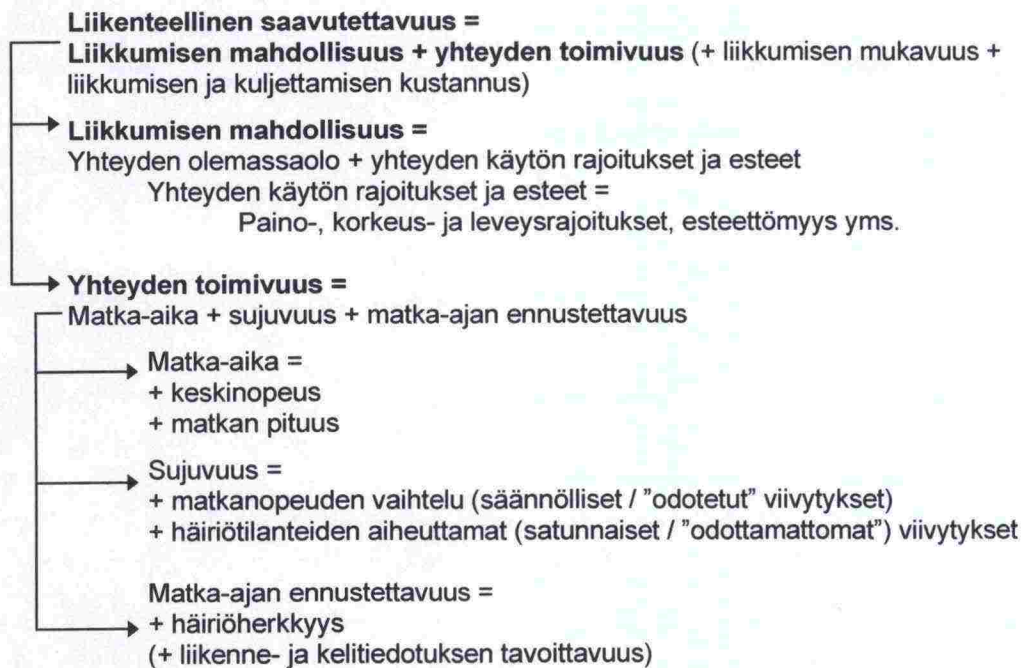 Liikenteellinen saavutettavuus =
Liikkumisen mahdollisuus + yhteyden toimivuus (+ liikkumisen mukavuus +
liikkumisen ja kuljettamisen kustannus)
Liikkumisen mahdollisuus =
Yhteyden olemassaolo + yhteyden käytön rajoitukset ja esteet
Yhteyden käytön rajoitukset ja esteet =
Paino-, korkeus- ja leveysrajoitukset, esteettömyys yms.
Yhteyden toimivuus =
Matka-aika + sujuvuus + matka-ajan ennustettavuus
Matka-aika =
+ keskinopeus
+ matkan pituus
Sujuvuus =
+ matkanopeuden vaihtelu (säännölliset / ”odotetut” viivytykset)
+ häiriötilanteiden aiheuttamat (satunnaiset / ”odottamattomat”) viivytykset
Matka-ajan ennustettavuus =
+ häiriöherkkyys
(+ liikenne- ja kelitiedotuksen tavoittavuus)